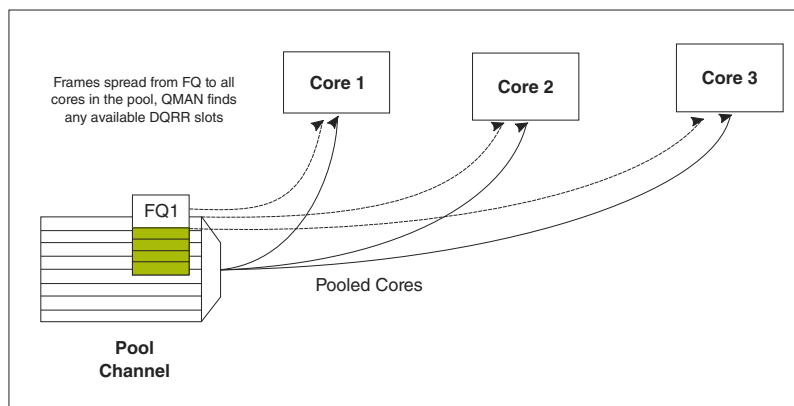 Frames spread from FQ to all
cores in the pool, QMAN finds
any available DQRR slots
Core 1
Core 2
Core 3
FQ1
Pooled Cores
Pool
Channel